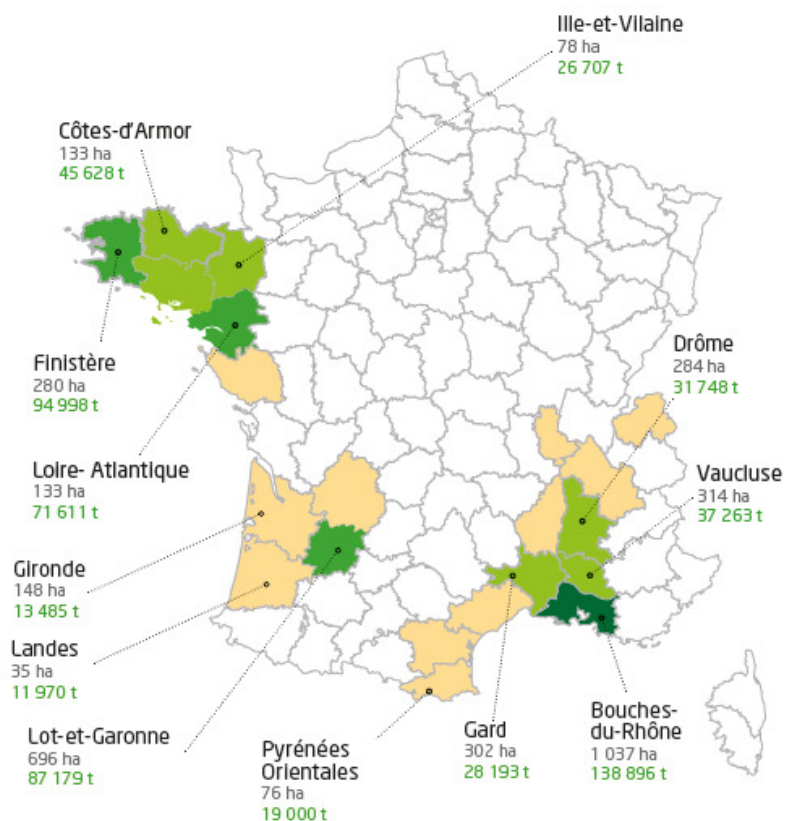 Ille-et-Vilaine
78 ha
26 707 t
Côtes-d'Armor
133 ha
45 628 t
Finistère
280 ha
94 998 t
Drôme
284 ha
31 748 t
Loire- Atlantique
133 ha
71 611 t
Vaucluse
314 ha
37 263 t
Gironde
148 ha
13 485 t
Landes
35 ha
11 970 t
Lot-et-Garonne
696 ha
87 179 t
Pyrénées
Orientales
76 ha
19 000 t
Gard
302 ha
28 193 t
Bouches-
du-Rhône
1 037 ha
138 896 t